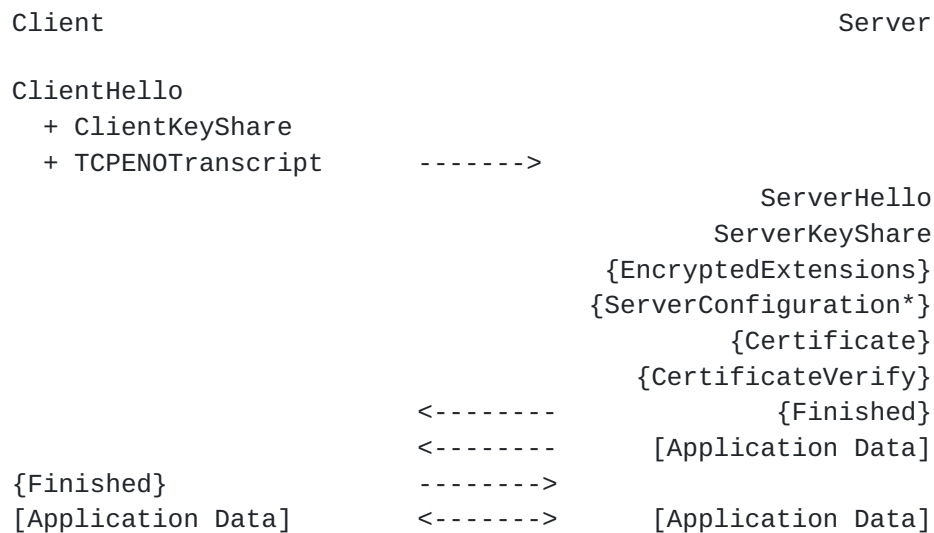 Client                                               Server

ClientHello
  + ClientKeyShare
  + TCPENOTranscript      ------->
                                                ServerHello
                                             ServerKeyShare
                                      {EncryptedExtensions}
                                     {ServerConfiguration*}
                                              {Certificate}
                                        {CertificateVerify}
                          <--------              {Finished}
                          <--------      [Application Data]
{Finished}                -------->
[Application Data]        <------->      [Application Data]